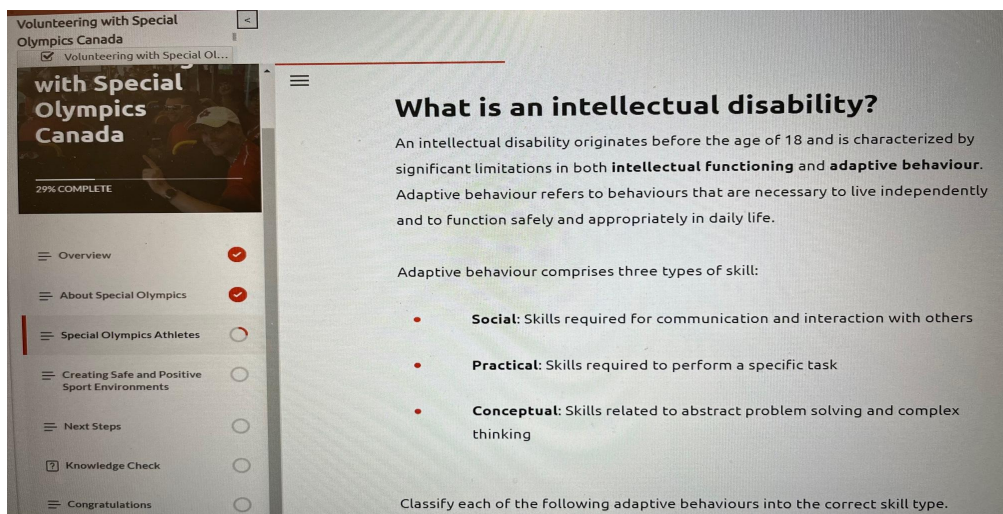 Volunteering with Special
Olympics Canada
<
Volunteering with Special Ol...
with Special
Olympics
Canada
29% COMPLETE
Overview
About Special Olympics
Special Olympics Athletes
Creating Safe and Positive
Sport Environments
Next Steps
? Knowledge Check
Congratulations
What is an intellectual disability?
An intellectual disability originates before the age of 18 and is characterized by
significant limitations in both intellectual functioning and adaptive behaviour.
Adaptive behaviour refers to behaviours that are necessary to live independently
and to function safely and appropriately in daily life.
Adaptive behaviour comprises three types of skill:
• Social: Skills required for communication and interaction with others
• Practical: Skills required to perform a specific task
• Conceptual: Skills related to abstract problem solving and complex
thinking
Classify each of the following adaptive behaviours into the correct skill type.